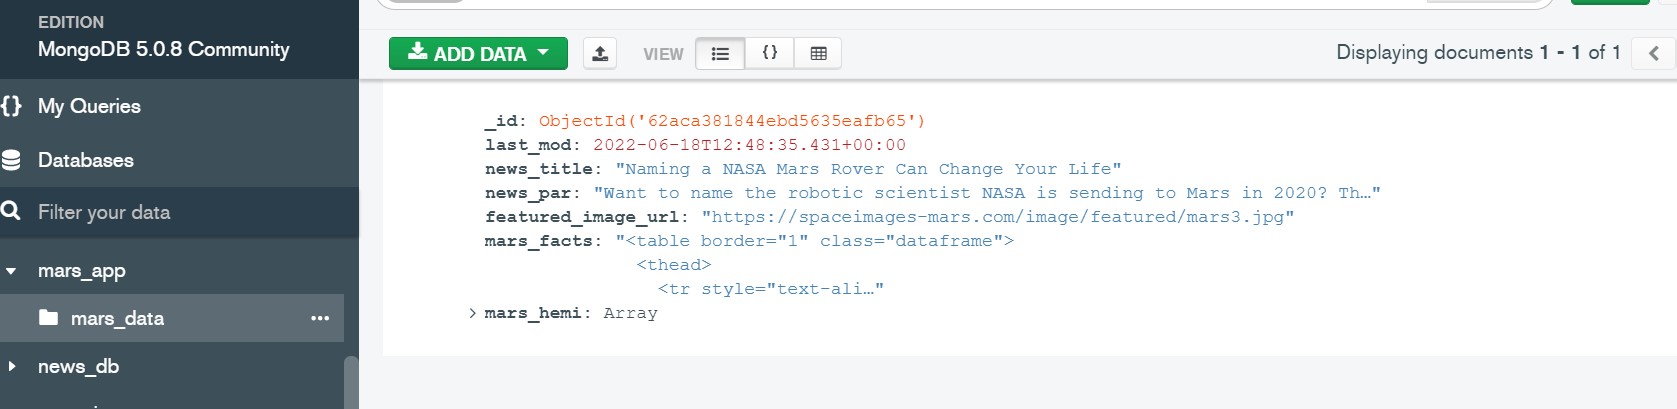 EDITION
MongoDB 5.0.8 Community
My Queries
Databases
Filter your data
mars_app
mars_data
news_db
ADD DATA
VIEW
Displaying documents 1 - 1 of 1
_id: ObjectId('62aca381844ebd5635eafb65')
last_mod: 2022-06-18T12:48:35.431+00:00
news_title: "Naming a NASA Mars Rover Can Change Your Life"
news_par: "Want to name the robotic scientist NASA is sending to Mars in 2020? Th…"
featured_image_url: "https://spaceimages-mars.com/image/featured/mars3.jpg"
mars_facts: "<table border="1" class="dataframe">
<thead>
<tr style="text-ali…"
mars_hemi: Array